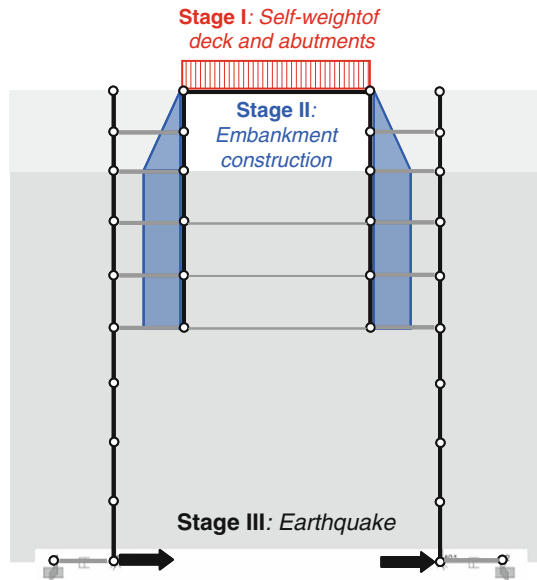 Stage I: Self-weightof
deck and abutments
Stage II:
Embankment
construction
Stage III: Earthquake